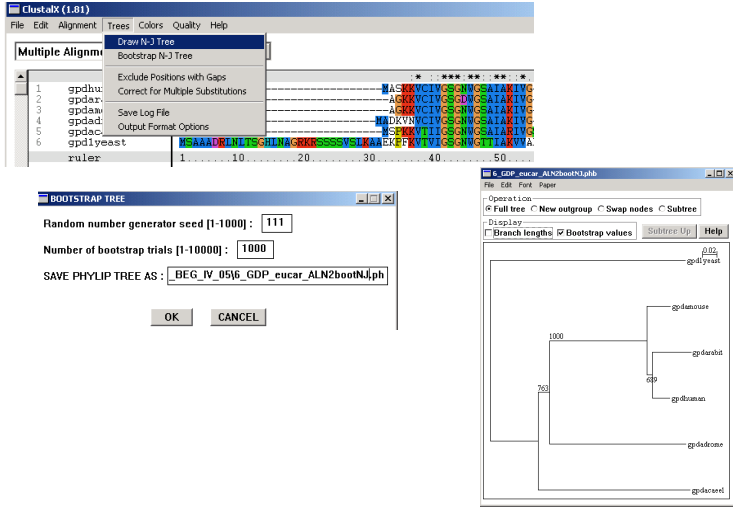 ClustalX (1.81)
File Edit Alignment Trees Colors Quality Help
Multiple Alignme
Draw N-J Tree
Bootstrap N-J Tree
Exclude Positions with Gaps
Correct for Multiple Substitutions
Save Log File
Output Format Options
1 gpdhu MASKKVCIVGSGNWGSAIAKIVG
2 gpdar AGKKVCIVGSGDWGSAIAKIVG
3 gpdam AGKKVCIVGSGNWGSAIAKIVG
4 gpdad MADKVNVCIVGSGNWGSAIAKIVG
5 gpdac MSPKKVTIIGSGNWGSAIARIVG
6 gpd1yeast MSAAADRLNLTSGHLNAGRKRSSSSVSLKAAEKPFKVTVIGSGNWGTTIAKVVA
ruler 1.......10........20........30........40........50
BOOTSTRAP TREE
Random number generator seed [1-1000] : 111
Number of bootstrap trials [1-10000] : 1000
SAVE PHYLIP TREE AS : _BEG_IV_05\6_GDP_eucar_ALN2bootNJ.ph
OK CANCEL
6_GDP_eucar_ALN2bootNJ.phb
File Edit Font Paper
Operation
Full tree New outgroup Swap nodes Subtree
Display
Branch lengths Bootstrap values Subtree Up Help
0.02
gpd1yeast
gpdamouse
1000
gpdarabit
689
763
gpdhuman
gpdadrome
gpdacaeel